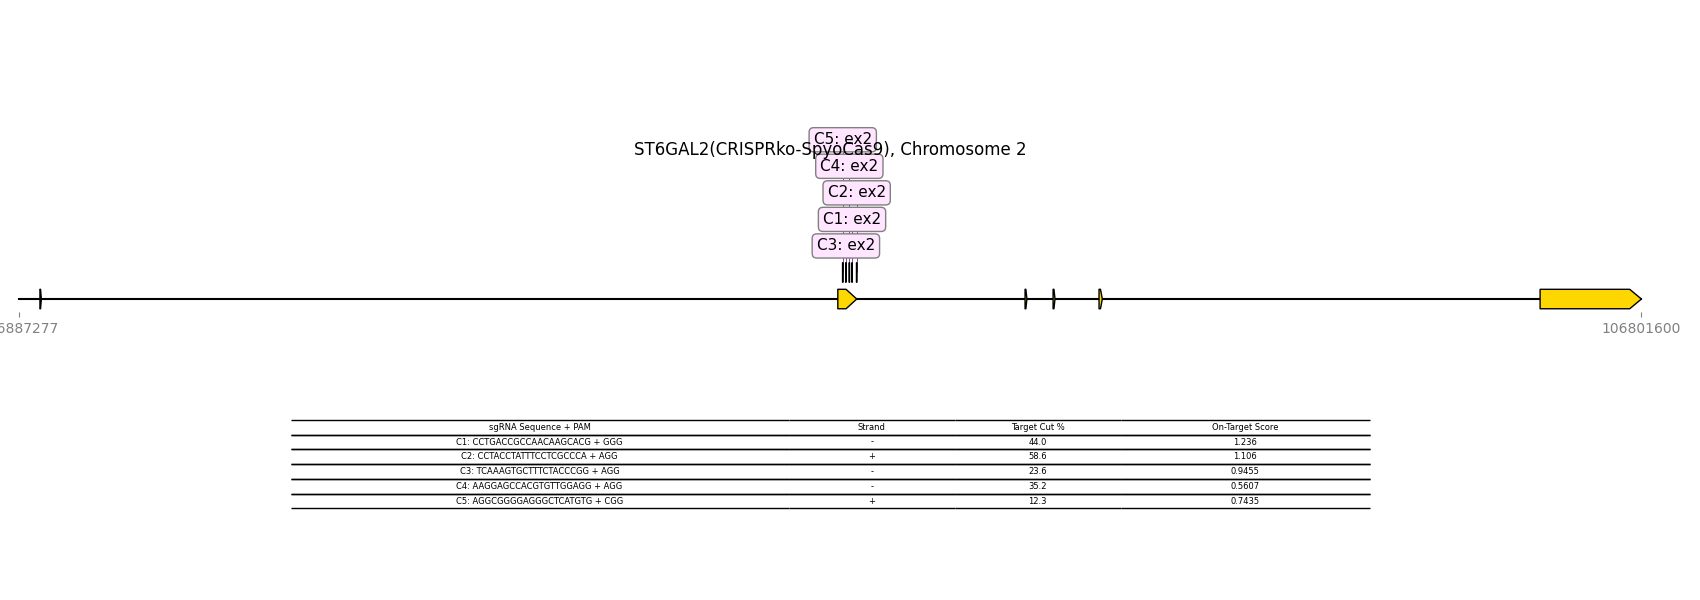 C5: ex2
ST6GAL2(CRISPRko-SpyoCas9), Chromosome 2
C4: ex2
C2: ex2
C1: ex2
C3: ex2
6887277
106801600
sgRNA Sequence + PAM Strand Target Cut % On-Target Score
C1: CCTGACCGCCAACAAGCACG + GGG - 44.0 1.236
C2: CCTACCTATTTCCTCGCCCA + AGG + 58.6 1.106
C3: TCAAAGTGCTTTCTACCCGG + AGG - 23.6 0.9455
C4: AAGGAGCCACGTGTTGGAGG + AGG - 35.2 0.5607
C5: AGGCGGGGAGGGCTCATGTG + CGG + 12.3 0.7435